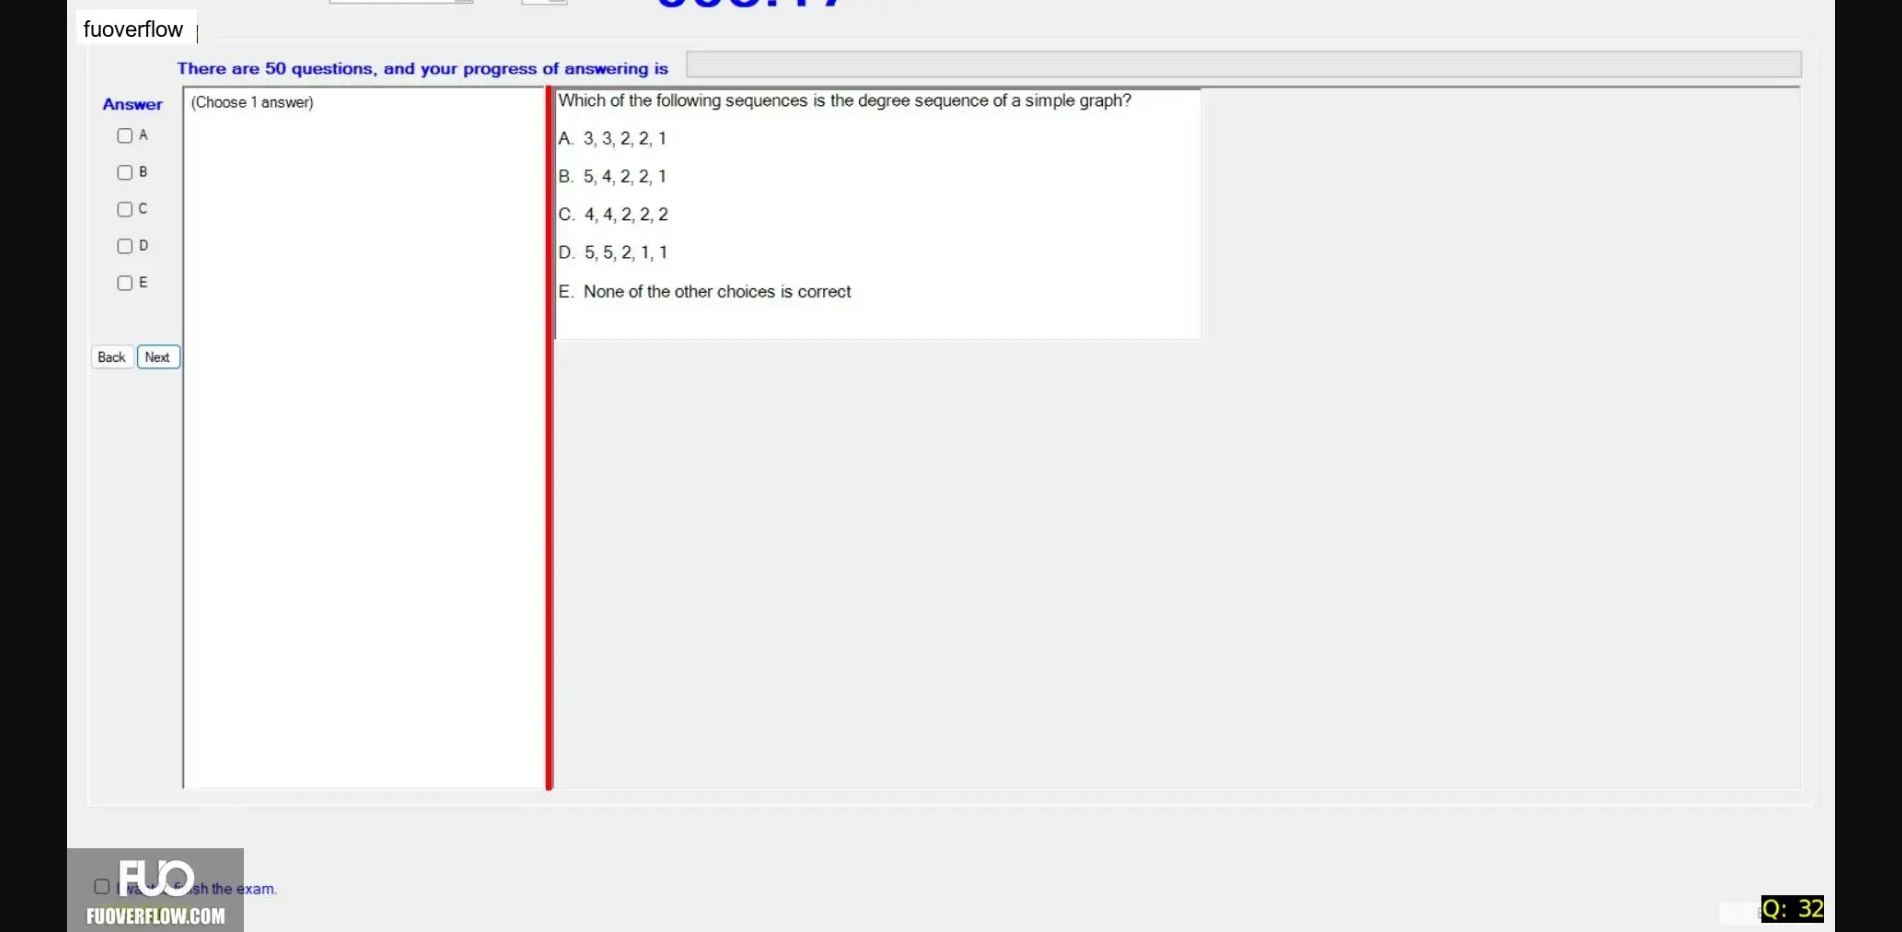 fuoverflow
There are 50 questions, and your progress of answering is
Answer
(Choose 1 answer)
A
B
C
D
E
Back Next
Which of the following sequences is the degree sequence of a simple graph?
A. 3, 3, 2, 2, 1
B. 5, 4, 2, 2, 1
C. 4, 4, 2, 2, 2
D. 5, 5, 2, 1, 1
E. None of the other choices is correct
FUO
the exam.
FUOVERFLOW.COM
Q: 32